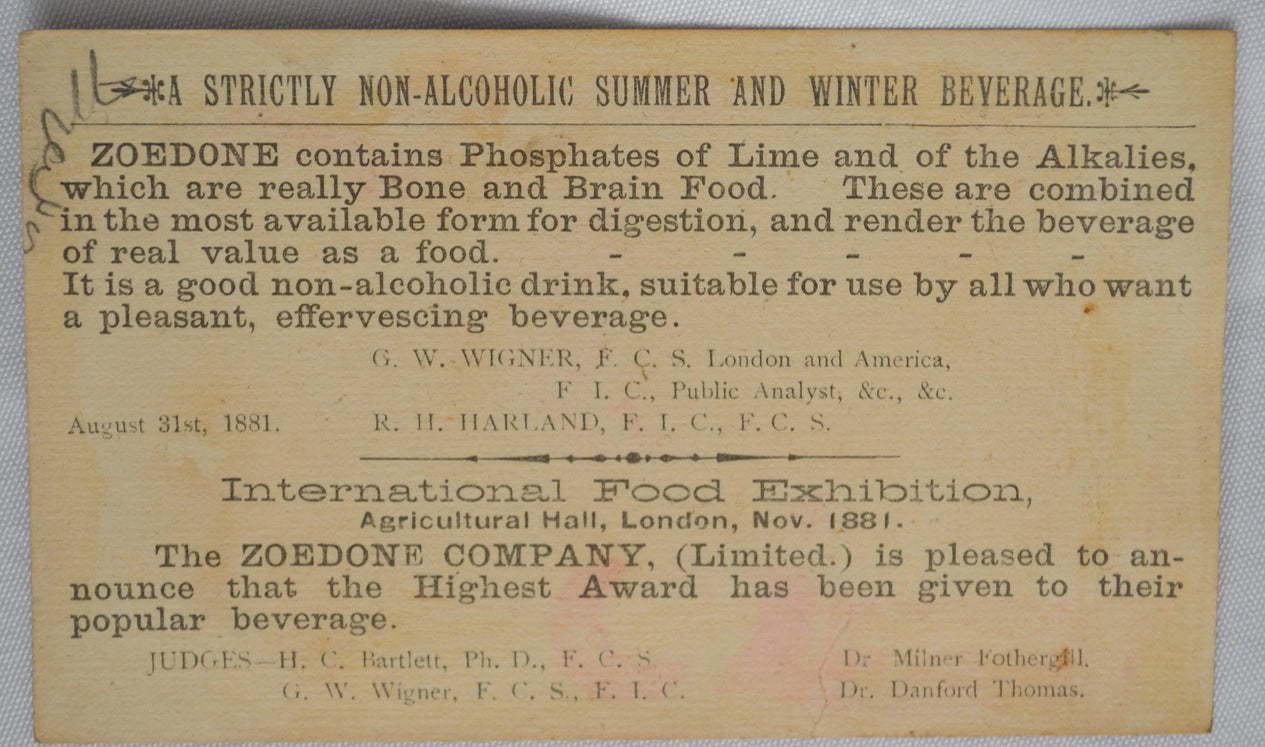 A STRICTLY NON-ALCOHOLIC SUMMER AND WINTER BEVERAGE.
ZOEDONE contains Phosphates of Lime and of the Alkalies,
which are really Bone and Brain Food. These are combined
in the most available form for digestion, and render the beverage
of real value as a food. - - - - -
It is a good non-alcoholic drink, suitable for use by all who want
a pleasant, effervescing beverage.
G. W. WIGNER, F. C. S. London and America,
F I. C., Public Analyst, &c., &c.
August 31st, 1881. R. H. HARLAND, F. I. C., F. C. S.
International Food Exhibition,
Agricultural Hall, London, Nov. 1881.
The ZOEDONE COMPANY, (Limited.) is pleased to an-
nounce that the Highest Award has been given to their
popular beverage.
JUDGES—H. C. Bartlett, Ph. D., F. C. S. Dr Milner Fothergill.
G. W. Wigner, F. C. S., F. I. C. Dr. Danford Thomas.